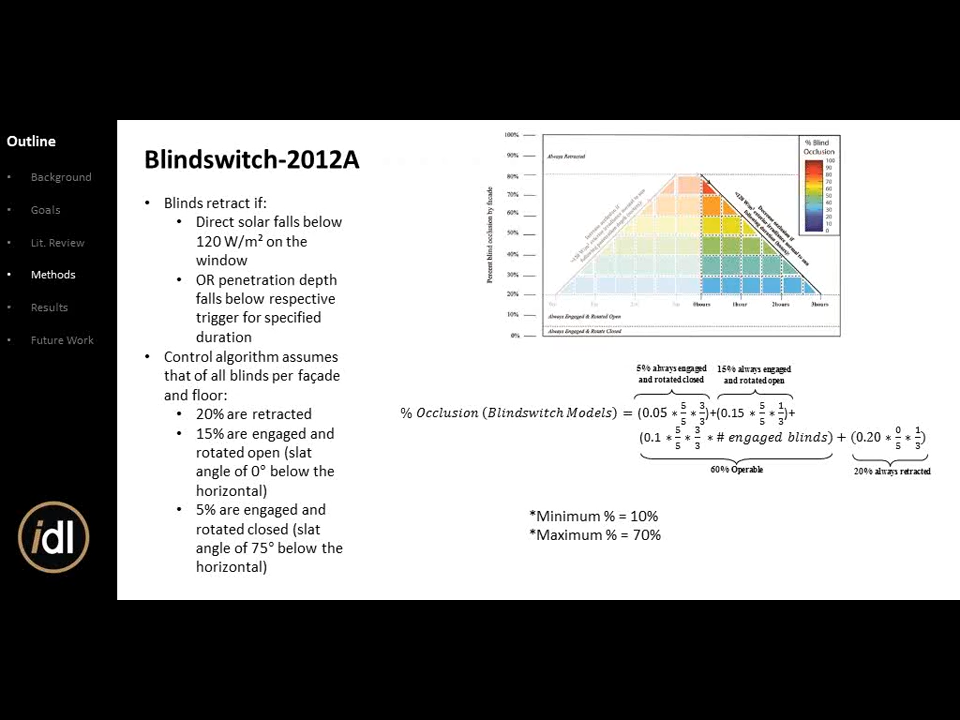 Outline
• Background
• Goals
• Lit. Review
• Methods
• Results
• Future Work
idl
Blindswitch-2012A
• Blinds retract if:
• Direct solar falls below
120 W/m² on the
window
• OR penetration depth
falls below respective
trigger for specified
duration
• Control algorithm assumes
that of all blinds per façade
and floor:
• 20% are retracted
• 15% are engaged and
rotated open (slat
angle of 0° below the
horizontal)
• 5% are engaged and
rotated closed (slat
angle of 75° below the
horizontal)
Percent blind occlusion by facade
100%
90%
80%
70%
60%
50%
40%
30%
20%
10%
0%
Always Retracted
Always Engaged & Rotated Open
Always Engaged & Rotate Closed
0hours
1hour
2hours
3hours
% Blind
Occlusion
100
90
80
70
60
50
40
30
20
10
0
5% always engaged
and rotated closed
15% always engaged
and rotated open
% Occlusion (Blindswitch Models) = (0.05 * 5/5 * 3/3)+(0.15 * 5/5 * 1/3)+
(0.1 * 5/5 * 3/3 * # engaged blinds) + (0.20 * 0/5 * 1/3)
60% Operable
20% always retracted
*Minimum % = 10%
*Maximum % = 70%